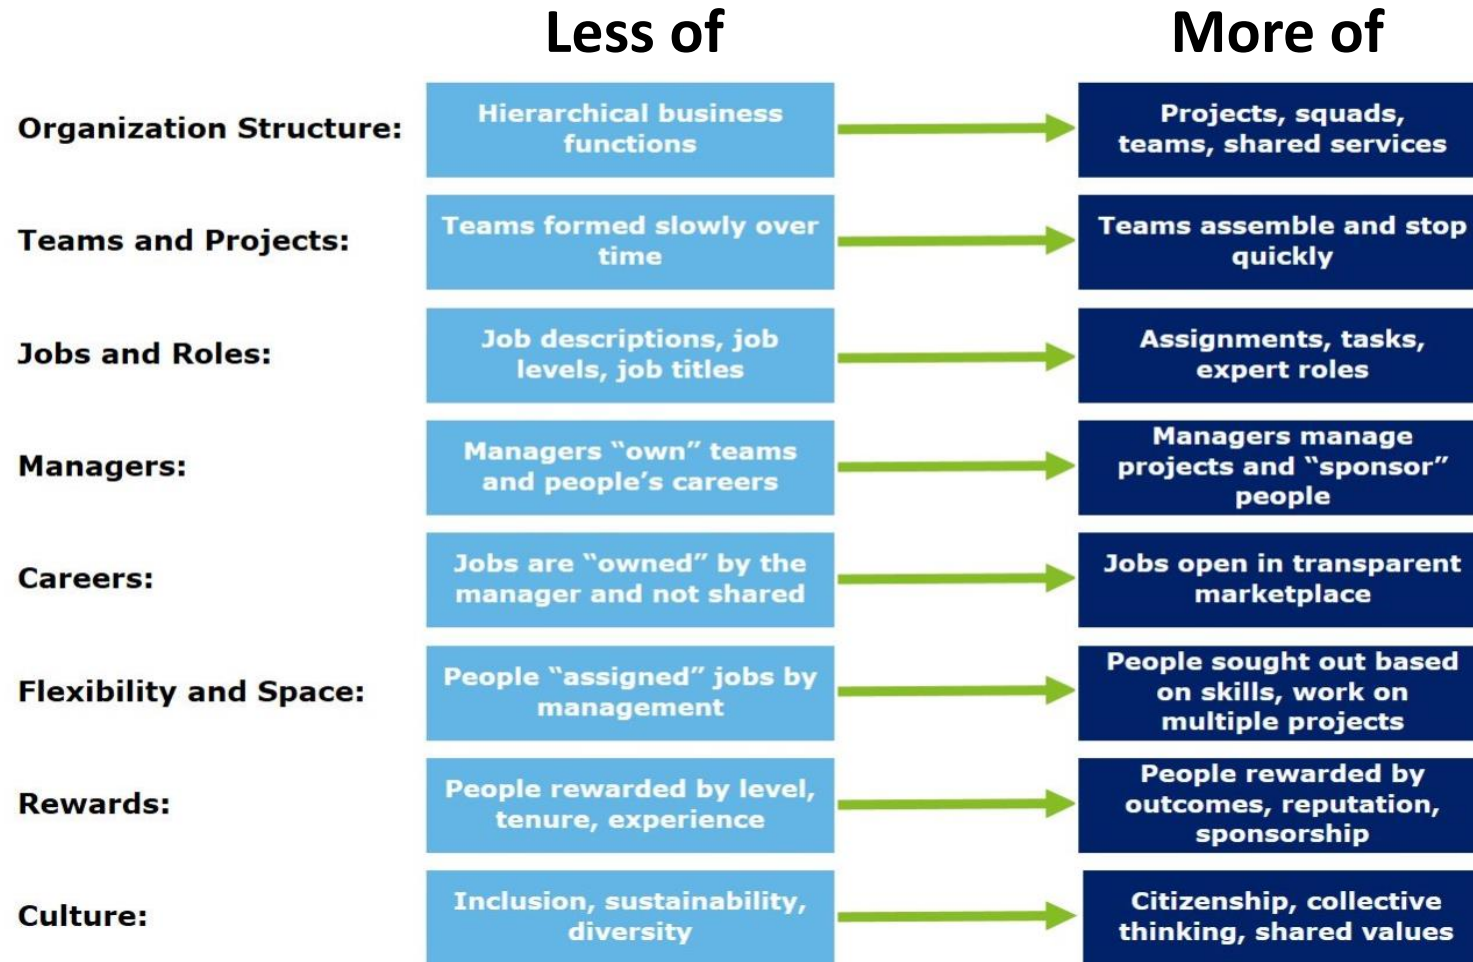 Less of
More of
Organization Structure:
Hierarchical business
functions
Projects, squads,
teams, shared services
Teams and Projects:
Teams formed slowly over
time
Teams assemble and stop
quickly
Jobs and Roles:
Job descriptions, job
levels, job titles
Assignments, tasks,
expert roles
Managers:
Managers “own” teams
and people’s careers
Managers manage
projects and “sponsor”
people
Careers:
Jobs are “owned” by the
manager and not shared
Jobs open in transparent
marketplace
Flexibility and Space:
People “assigned” jobs by
management
People sought out based
on skills, work on
multiple projects
Rewards:
People rewarded by level,
tenure, experience
People rewarded by
outcomes, reputation,
sponsorship
Culture:
Inclusion, sustainability,
diversity
Citizenship, collective
thinking, shared values